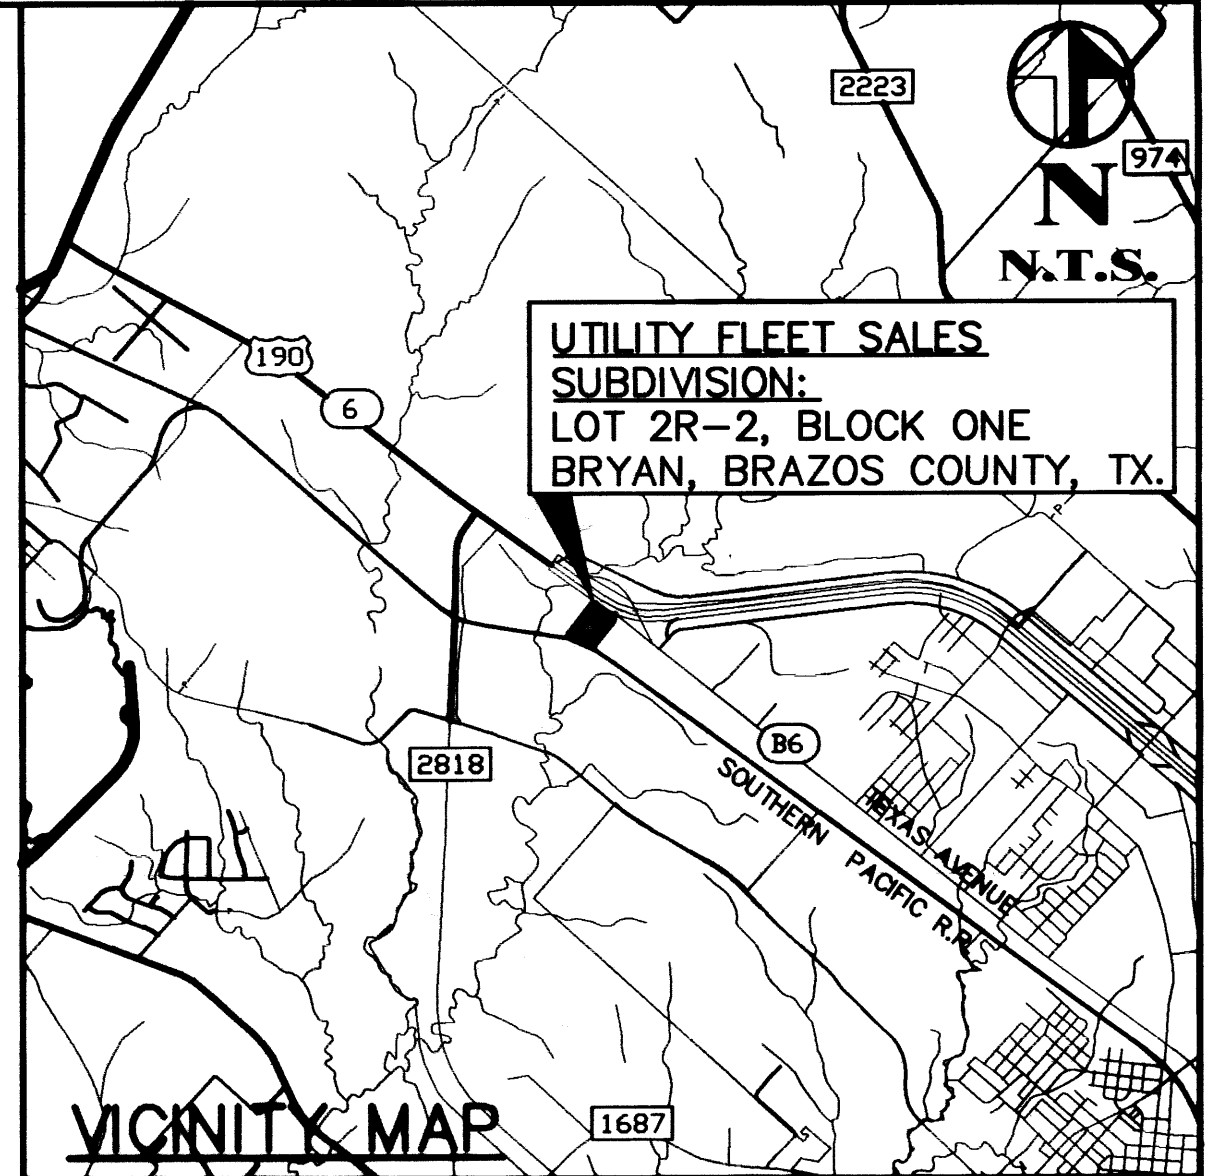 2223
974
N
N.T.S.
UTILITY FLEET SALES
SUBDIVISION:
LOT 2R-2, BLOCK ONE
BRYAN, BRAZOS COUNTY, TX.
190
6
B6
2818
SOUTHERN PACIFIC R.R.
TEXAS AVENUE
1687
VICINITY MAP